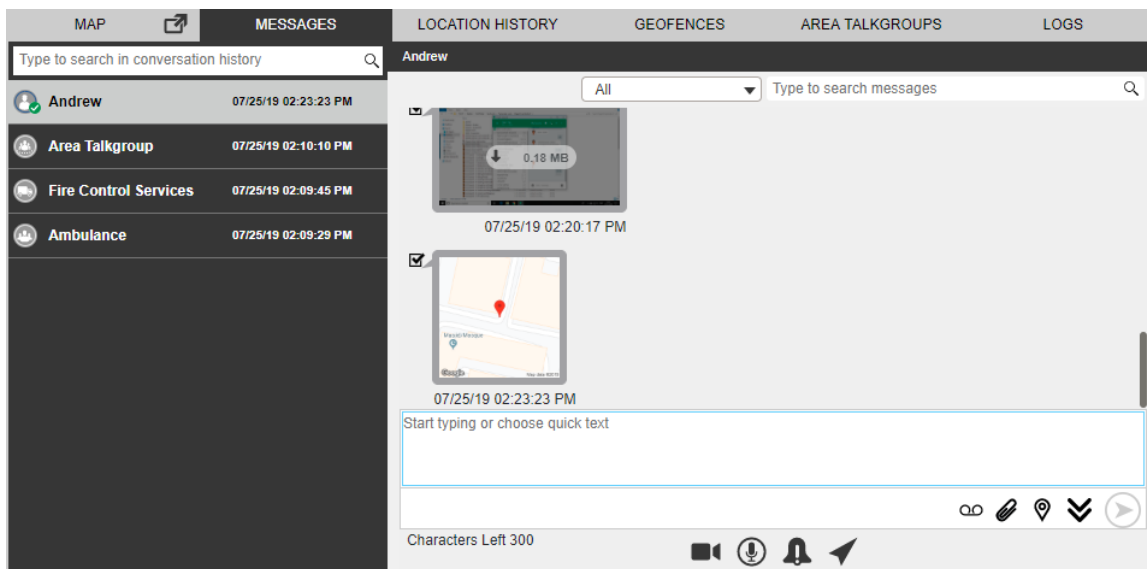 MAP MESSAGES LOCATION HISTORY GEOFENCES AREA TALKGROUPS LOGS
Type to search in conversation history
Andrew 07/25/19 02:23:23 PM
Area Talkgroup 07/25/19 02:10:10 PM
Fire Control Services 07/25/19 02:09:45 PM
Ambulance 07/25/19 02:09:29 PM
Andrew
All Type to search messages
0,18 MB
07/25/19 02:20:17 PM
Google
07/25/19 02:23:23 PM
Start typing or choose quick text
Characters Left 300